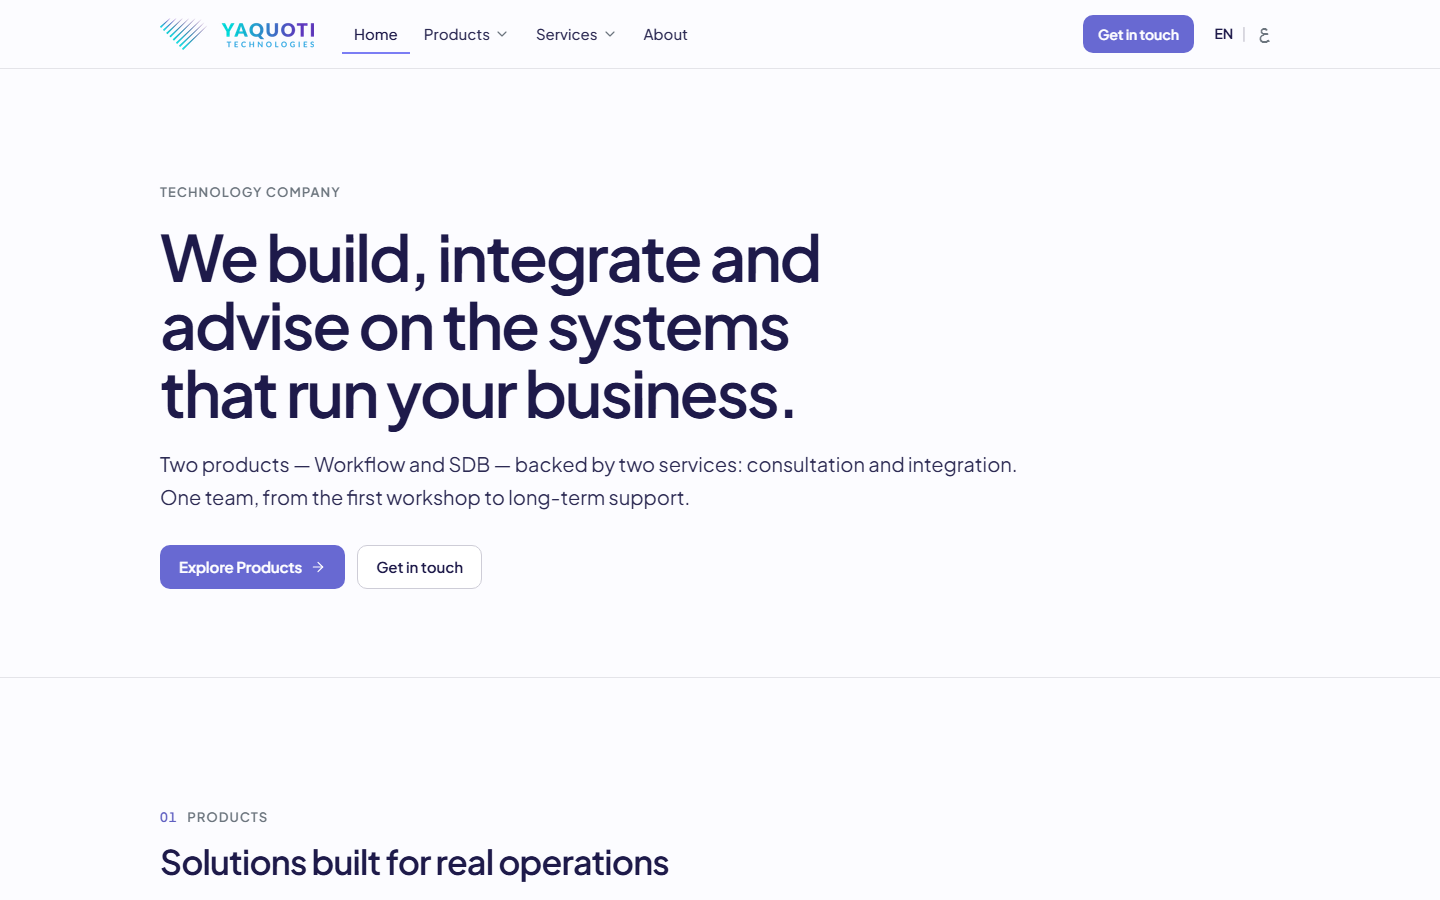 YAQUOTI
TECHNOLOGIES
Home
Products
Services
About
Get in touch
EN
ع
TECHNOLOGY COMPANY
We build, integrate and
advise on the systems
that run your business.
Two products — Workflow and SDB — backed by two services: consultation and integration.
One team, from the first workshop to long-term support.
Explore Products
Get in touch
01 PRODUCTS
Solutions built for real operations